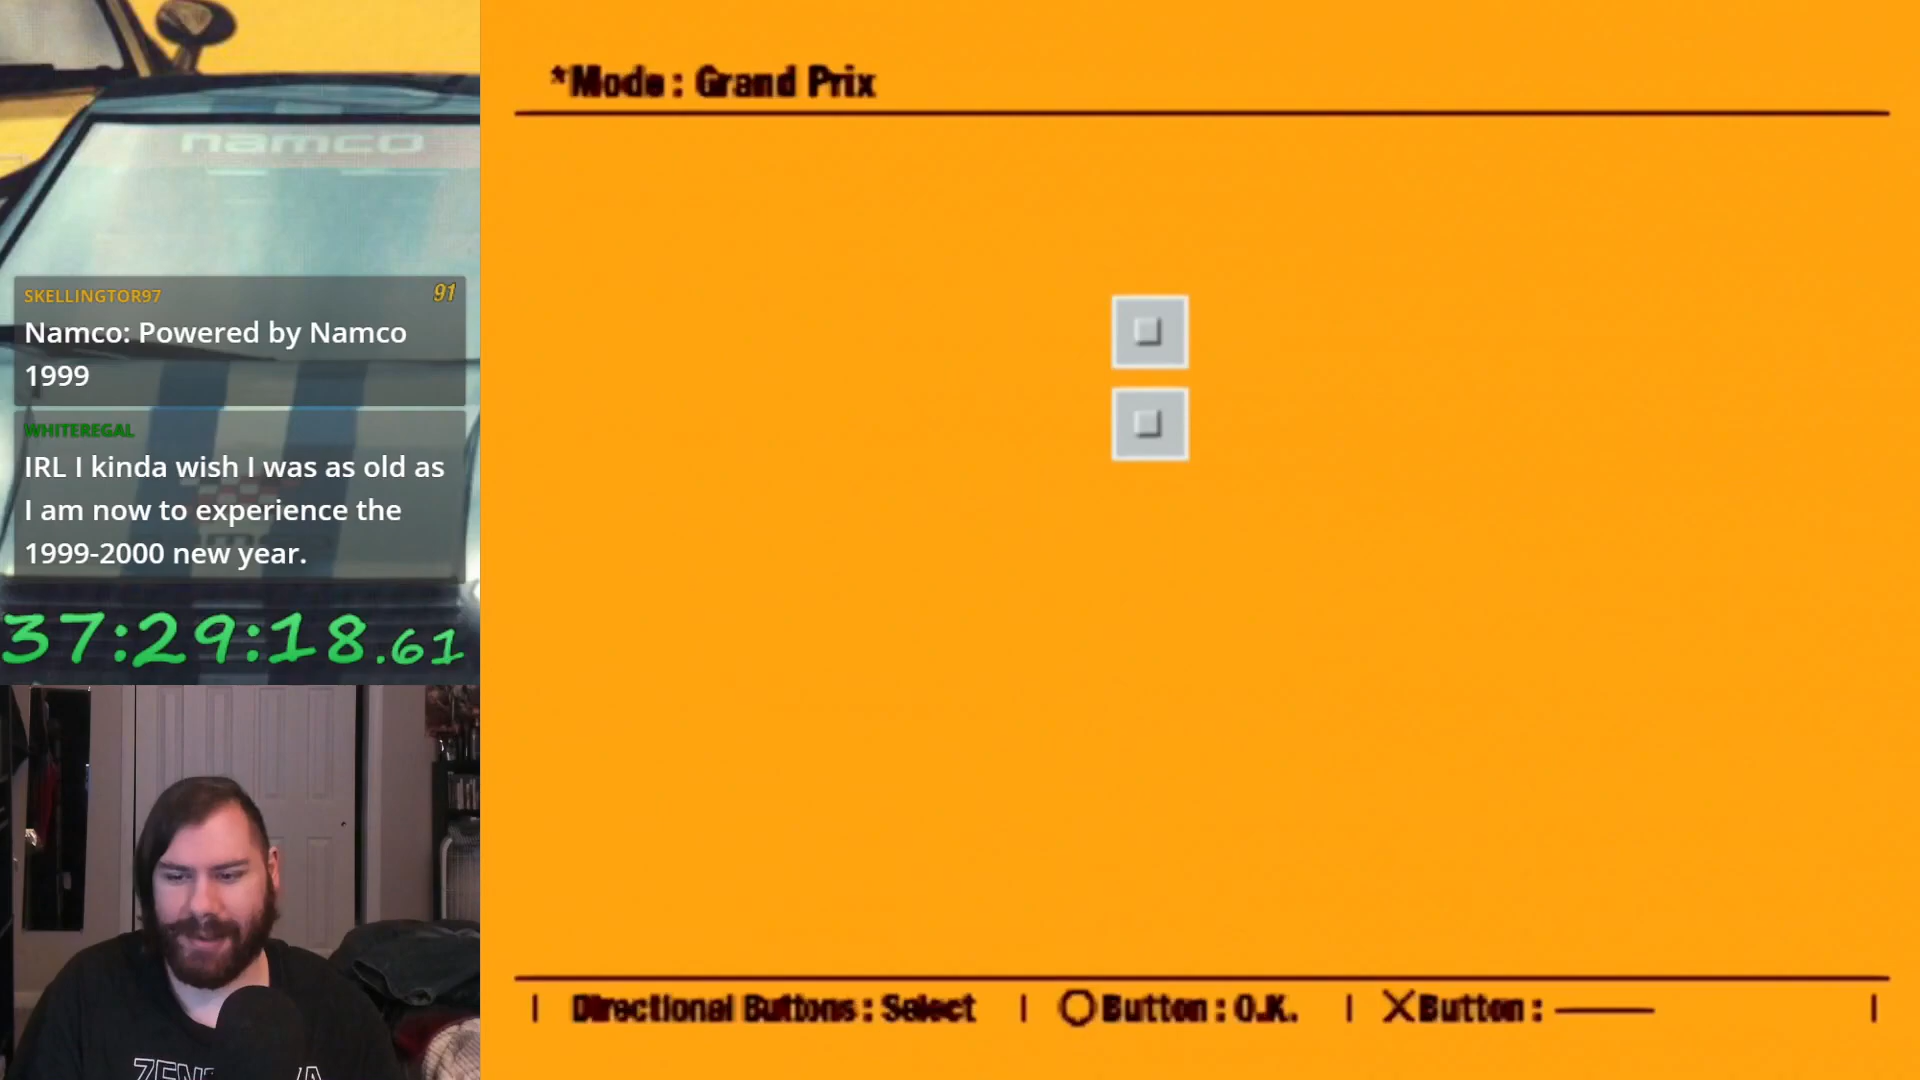 *Mode : Grand Prix
namco
SKELLINGTOR97 91
Namco: Powered by Namco
1999
WHITEREGAL
IRL I kinda wish I was as old as
I am now to experience the
1999-2000 new year.
37:29:18.61
Directional Buttons : Select
Button : O.K.
Button :